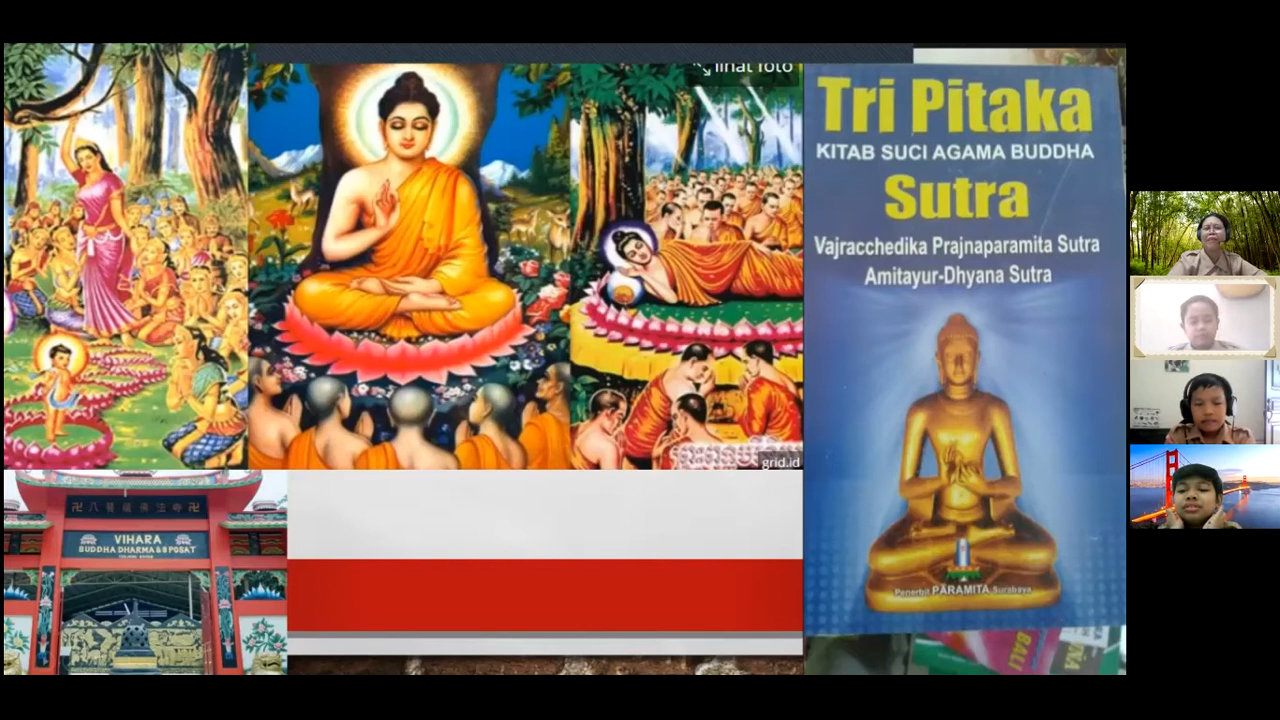 lihat foto
grid.id
Tri Pitaka
KITAB SUCI AGAMA BUDDHA
Sutra
Vajracchedika Prajnaparamita Sutra
Amitayur-Dhyana Sutra
Penerbit PARAMITA Surabaya
BALI
VIHARA
BUDDHA DHARMA & 8 POSAT